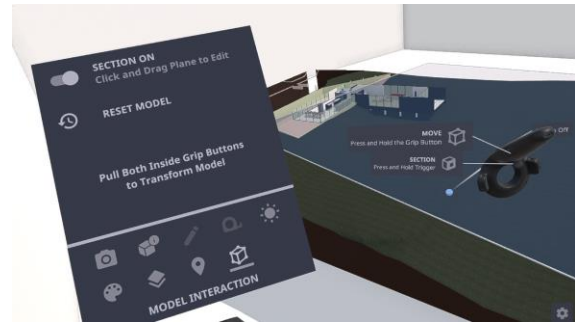 SECTION ON
Click and Drag Plane to Edit
RESET MODEL
Pull Both Inside Grip Buttons
to Transform Model
MODEL INTERACTION
MOVE
Press and Hold the Grip Button
SECTION
Press and Hold Trigger
Off